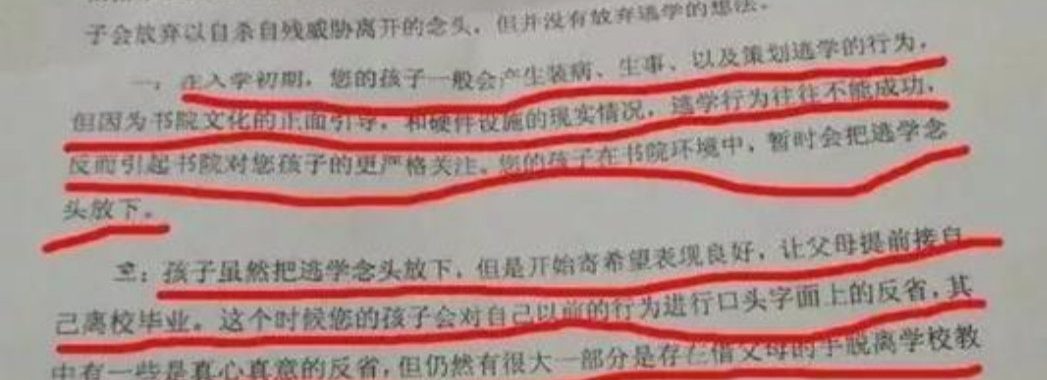 子会放弃以自杀自残威胁离开的念头，但并没有放弃逃学的想法。
一，在入学初期，您的孩子一般会产生装病、生事、以及策划逃学的行为，
但因为书院文化的正面引导，和硬件设施的现实情况，逃学行为往往不能成功，
反而引起书院对您孩子的更严格关注。您的孩子在书院环境中，暂时会把逃学念
头放下。
：孩子虽然把逃学念头放下，但是开始寄希望表现良好，让父母提前接自
己离校毕业。这个时候您的孩子会对自己以前的行为进行口头字面上的反省，其
中有一些是真心真意的反省，但仍然有很大一部分是存在借父母的手脱离学校教